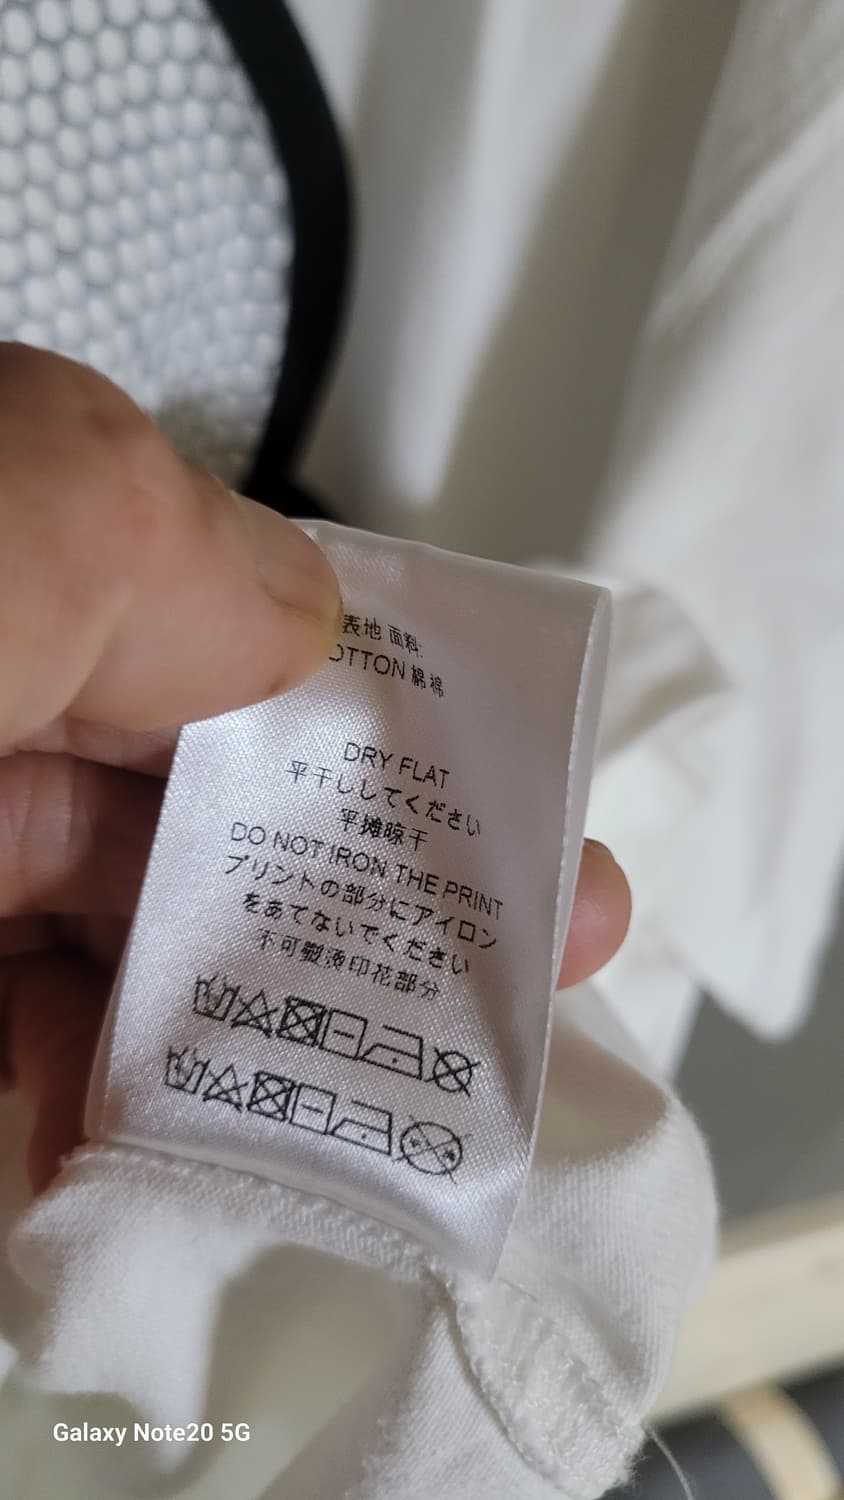 表地 面料:
OTTON 綿 棉
DRY FLAT
平干ししてください
平摊晾干
DO NOT IRON THE PRINT
プリントの部分にアイロン
をあてないでください
不可熨烫印花部分
Galaxy Note20 5G